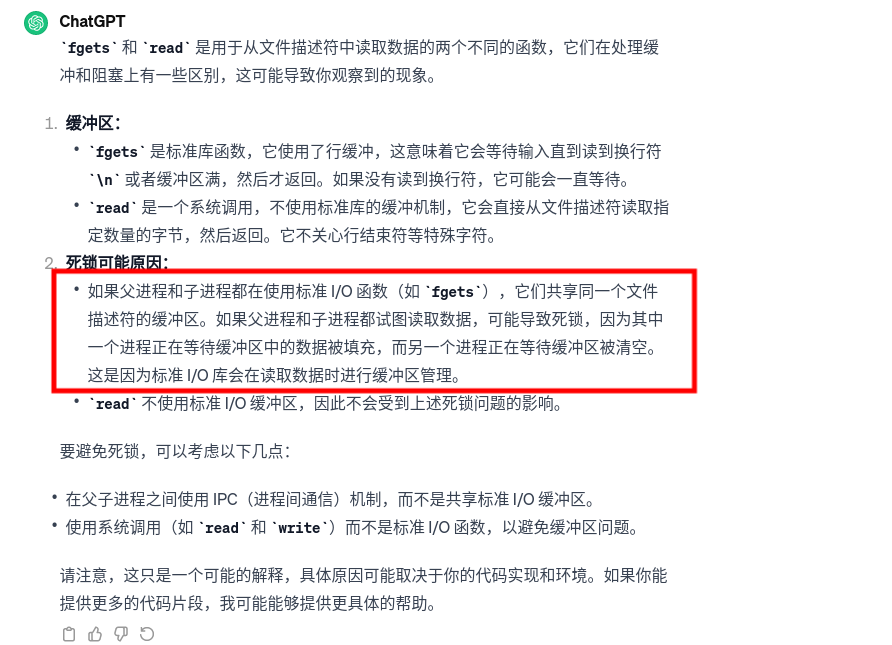 ChatGPT
`fgets` 和 `read` 是用于从文件描述符中读取数据的两个不同的函数，它们在处理缓
冲和阻塞上有一些区别，这可能导致你观察到的现象。
1. 缓冲区：
• `fgets` 是标准库函数，它使用了行缓冲，这意味着它会等待输入直到读到换行符
`\n` 或者缓冲区满，然后才返回。如果没有读到换行符，它可能会一直等待。
• `read` 是一个系统调用，不使用标准库的缓冲机制，它会直接从文件描述符读取指
定数量的字节，然后返回。它不关心行结束符等特殊字符。
2. 死锁可能原因：
• 如果父进程和子进程都在使用标准 I/O 函数（如 `fgets`），它们共享同一个文件
描述符的缓冲区。如果父进程和子进程都试图读取数据，可能导致死锁，因为其中
一个进程正在等待缓冲区中的数据被填充，而另一个进程正在等待缓冲区被清空。
这是因为标准 I/O 库会在读取数据时进行缓冲区管理。
• `read` 不使用标准 I/O 缓冲区，因此不会受到上述死锁问题的影响。
要避免死锁，可以考虑以下几点：
• 在父子进程之间使用 IPC（进程间通信）机制，而不是共享标准 I/O 缓冲区。
• 使用系统调用（如 `read` 和 `write`）而不是标准 I/O 函数，以避免缓冲区问题。
请注意，这只是一个可能的解释，具体原因可能取决于你的代码实现和环境。如果你能
提供更多的代码片段，我可能能够提供更具体的帮助。